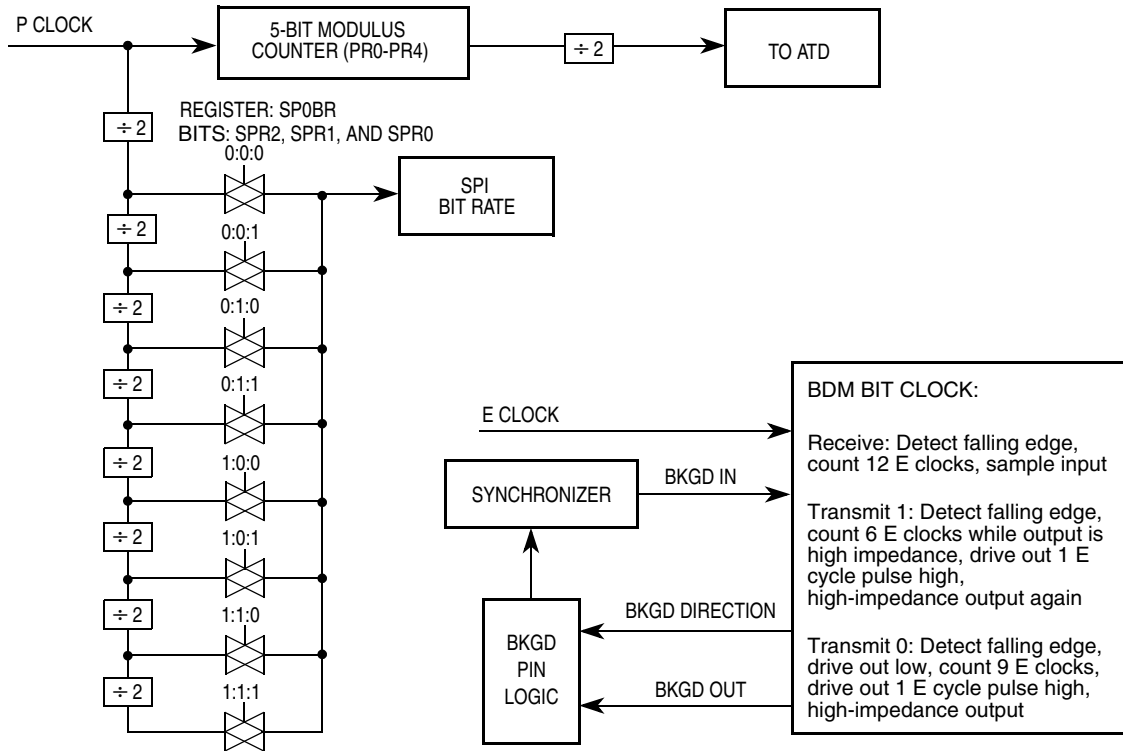 P CLOCK
5-BIT MODULUS
COUNTER (PR0-PR4)
÷ 2
TO ATD
÷ 2
REGISTER: SP0BR
BITS: SPR2, SPR1, AND SPR0
0:0:0
SPI
BIT RATE
÷ 2
0:0:1
÷ 2
0:1:0
÷ 2
0:1:1
÷ 2
1:0:0
÷ 2
1:0:1
÷ 2
1:1:0
÷ 2
1:1:1
E CLOCK
SYNCHRONIZER
BKGD IN
BKGD
PIN
LOGIC
BKGD DIRECTION
BKGD OUT
BDM BIT CLOCK:
Receive: Detect falling edge,
count 12 E clocks, sample input
Transmit 1: Detect falling edge,
count 6 E clocks while output is
high impedance, drive out 1 E
cycle pulse high,
high-impedance output again
Transmit 0: Detect falling edge,
drive out low, count 9 E clocks,
drive out 1 E cycle pulse high,
high-impedance output